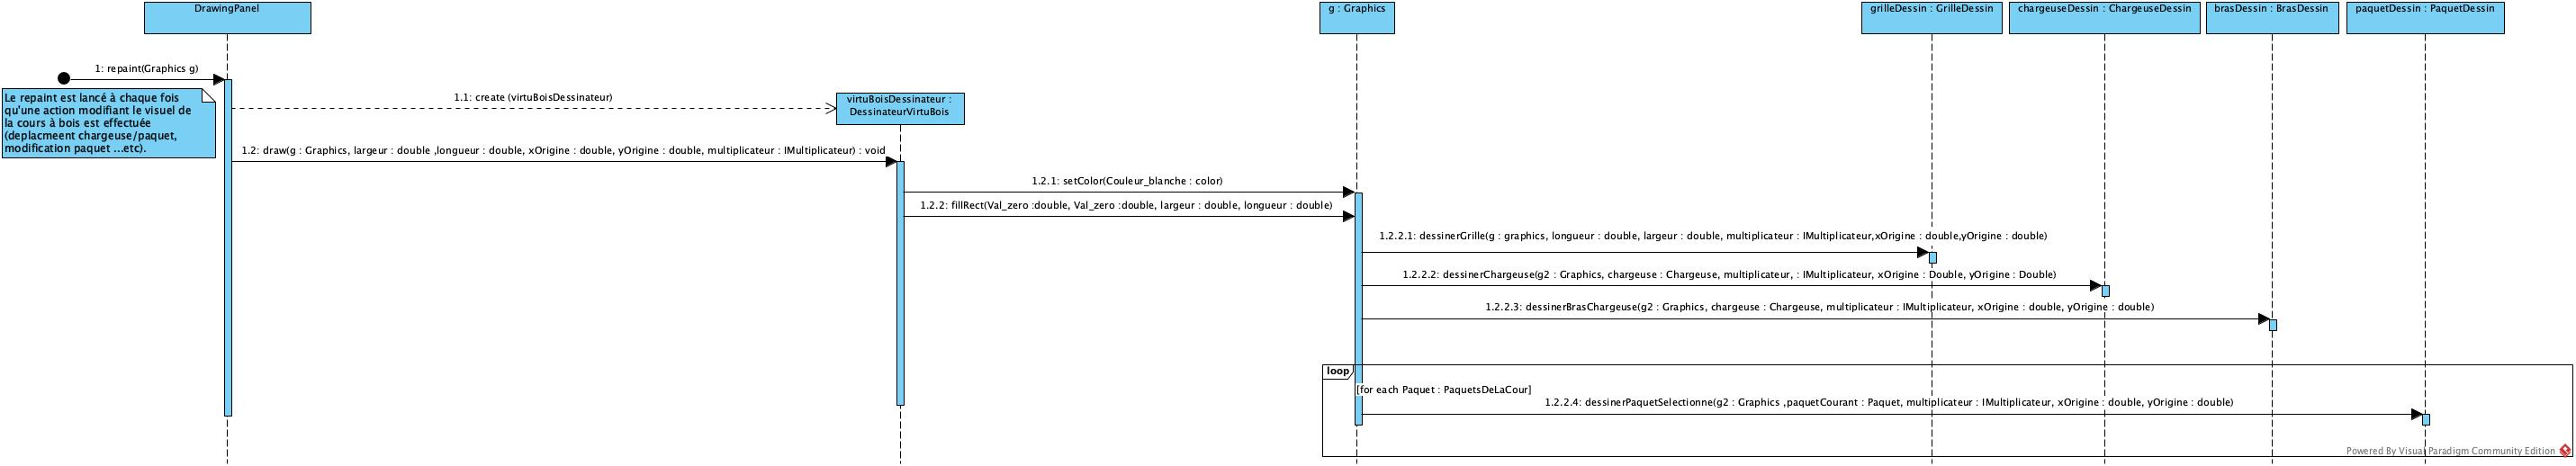 DrawingPanel
g : Graphics
grilleDessin : GrilleDessin
chargeuseDessin : ChargeuseDessin
brasDessin : BrasDessin
paquetDessin : PaquetDessin
1: repaint(Graphics g)
Le repaint est lancé à chaque fois
qu'une action modifiant le visuel de
la cours à bois est effectuée
(deplacmeent chargeuse/paquet,
modification paquet ...etc).
1.1: create (virtuBoisDessinateur)
virtuBoisDessinateur :
DessinateurVirtuBois
1.2: draw(g : Graphics, largeur : double ,longueur : double, xOrigine : double, yOrigine : double, multiplicateur : IMultiplicateur) : void
1.2.1: setColor(Couleur_blanche : color)
1.2.2: fillRect(Val_zero :double, Val_zero :double, largeur : double, longueur : double)
1.2.2.1: dessinerGrille(g : graphics, longueur : double, largeur : double, multiplicateur : IMultiplicateur,xOrigine : double,yOrigine : double)
1.2.2.2: dessinerChargeuse(g2 : Graphics, chargeuse : Chargeuse, multiplicateur, : IMultiplicateur, xOrigine : Double, yOrigine : Double)
1.2.2.3: dessinerBrasChargeuse(g2 : Graphics, chargeuse : Chargeuse, multiplicateur : IMultiplicateur, xOrigine : double, yOrigine : double)
loop
[for each Paquet : PaquetsDeLaCour]
1.2.2.4: dessinerPaquetSelectionne(g2 : Graphics ,paquetCourant : Paquet, multiplicateur : IMultiplicateur, xOrigine : double, yOrigine : double)
Powered By Visual Paradigm Community Edition